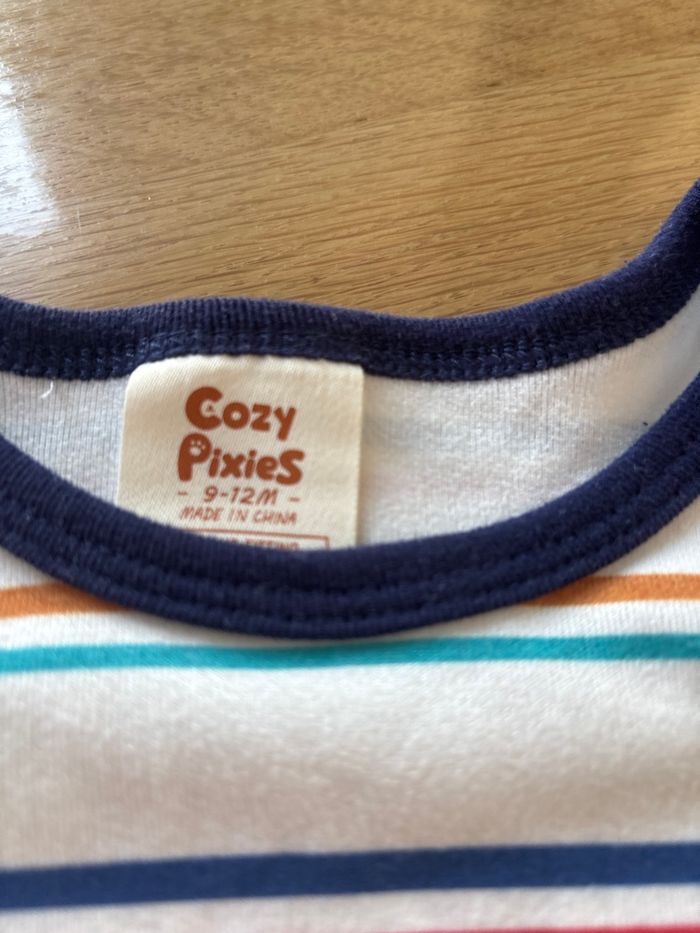 Cozy
Pixies
- 9-12M -
MADE IN CHINA